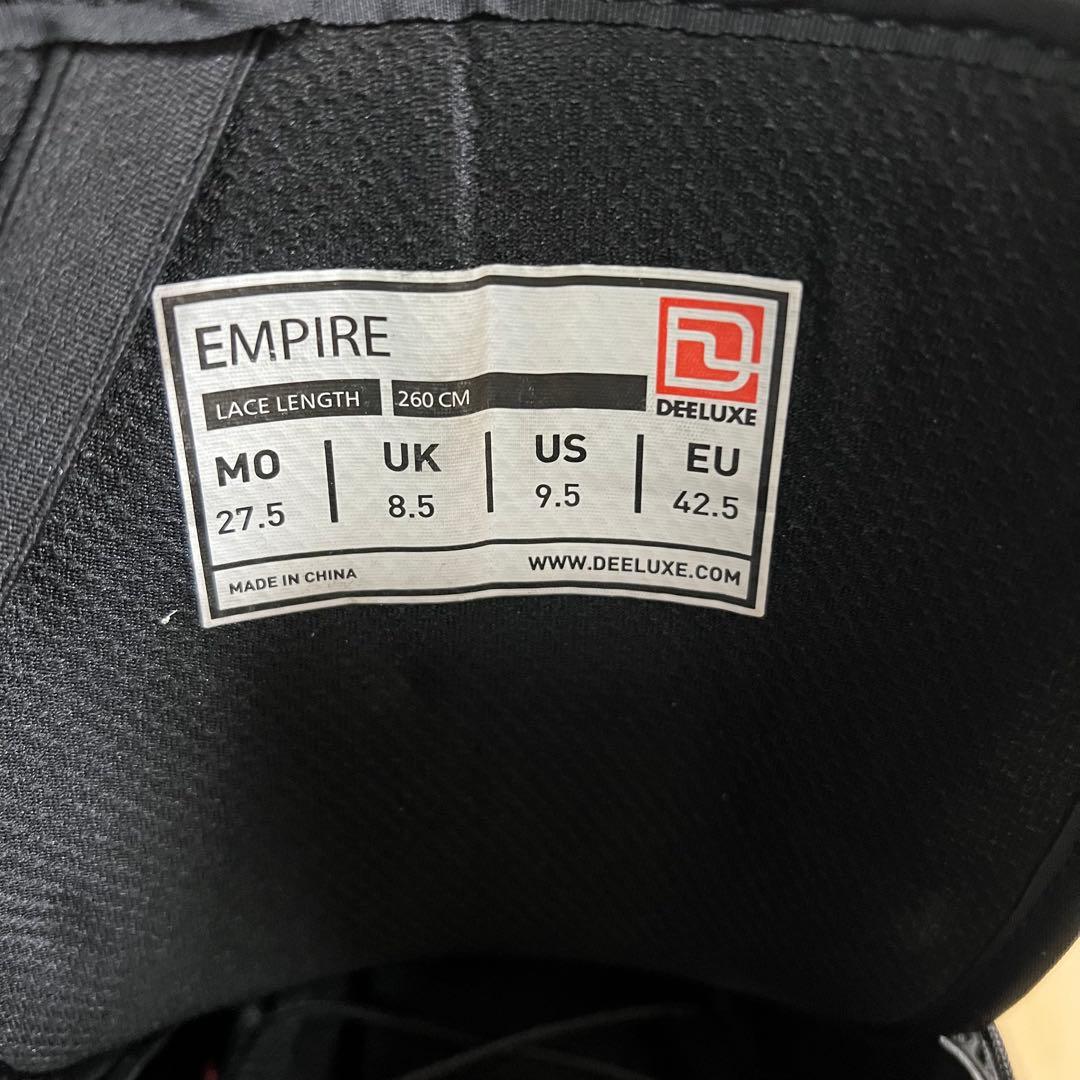 EMPIRE
LACE LENGTH 260 CM
DEELUXE
MO UK US EU
27.5 8.5 9.5 42.5
MADE IN CHINA WWW.DEELUXE.COM